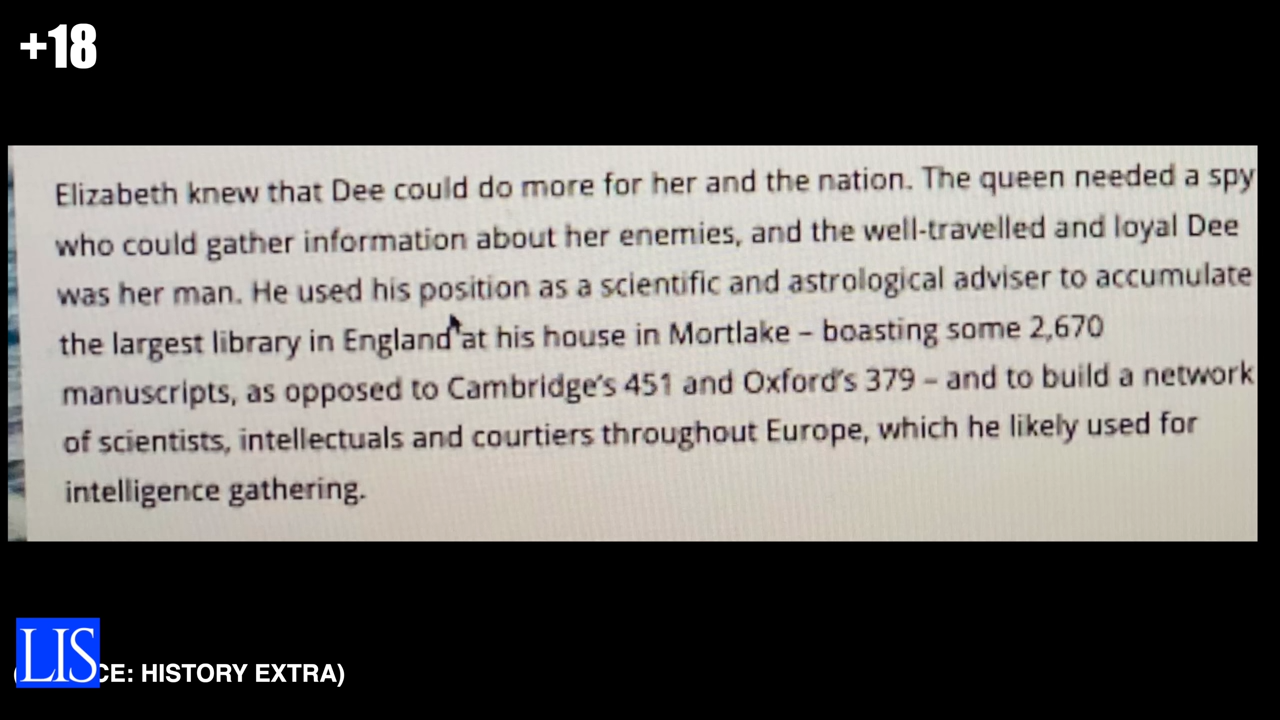 +18
Elizabeth knew that Dee could do more for her and the nation. The queen needed a spy
who could gather information about her enemies, and the well-travelled and loyal Dee
was her man. He used his position as a scientific and astrological adviser to accumulate
the largest library in England at his house in Mortlake – boasting some 2,670
manuscripts, as opposed to Cambridge's 451 and Oxford's 379 – and to build a network
of scientists, intellectuals and courtiers throughout Europe, which he likely used for
intelligence gathering.
LIS
CE: HISTORY EXTRA)